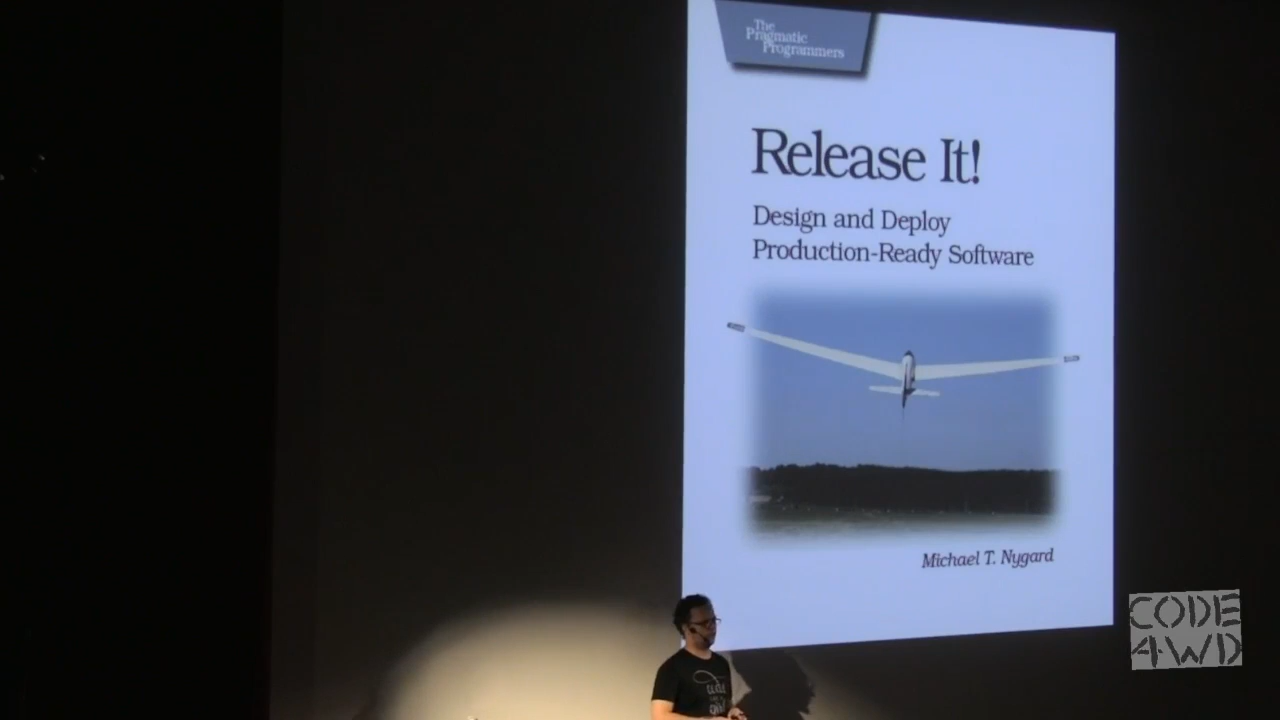 The
Pragmatic
Programmers
Release It!
Design and Deploy
Production-Ready Software
Michael T. Nygard
CODE
4WD